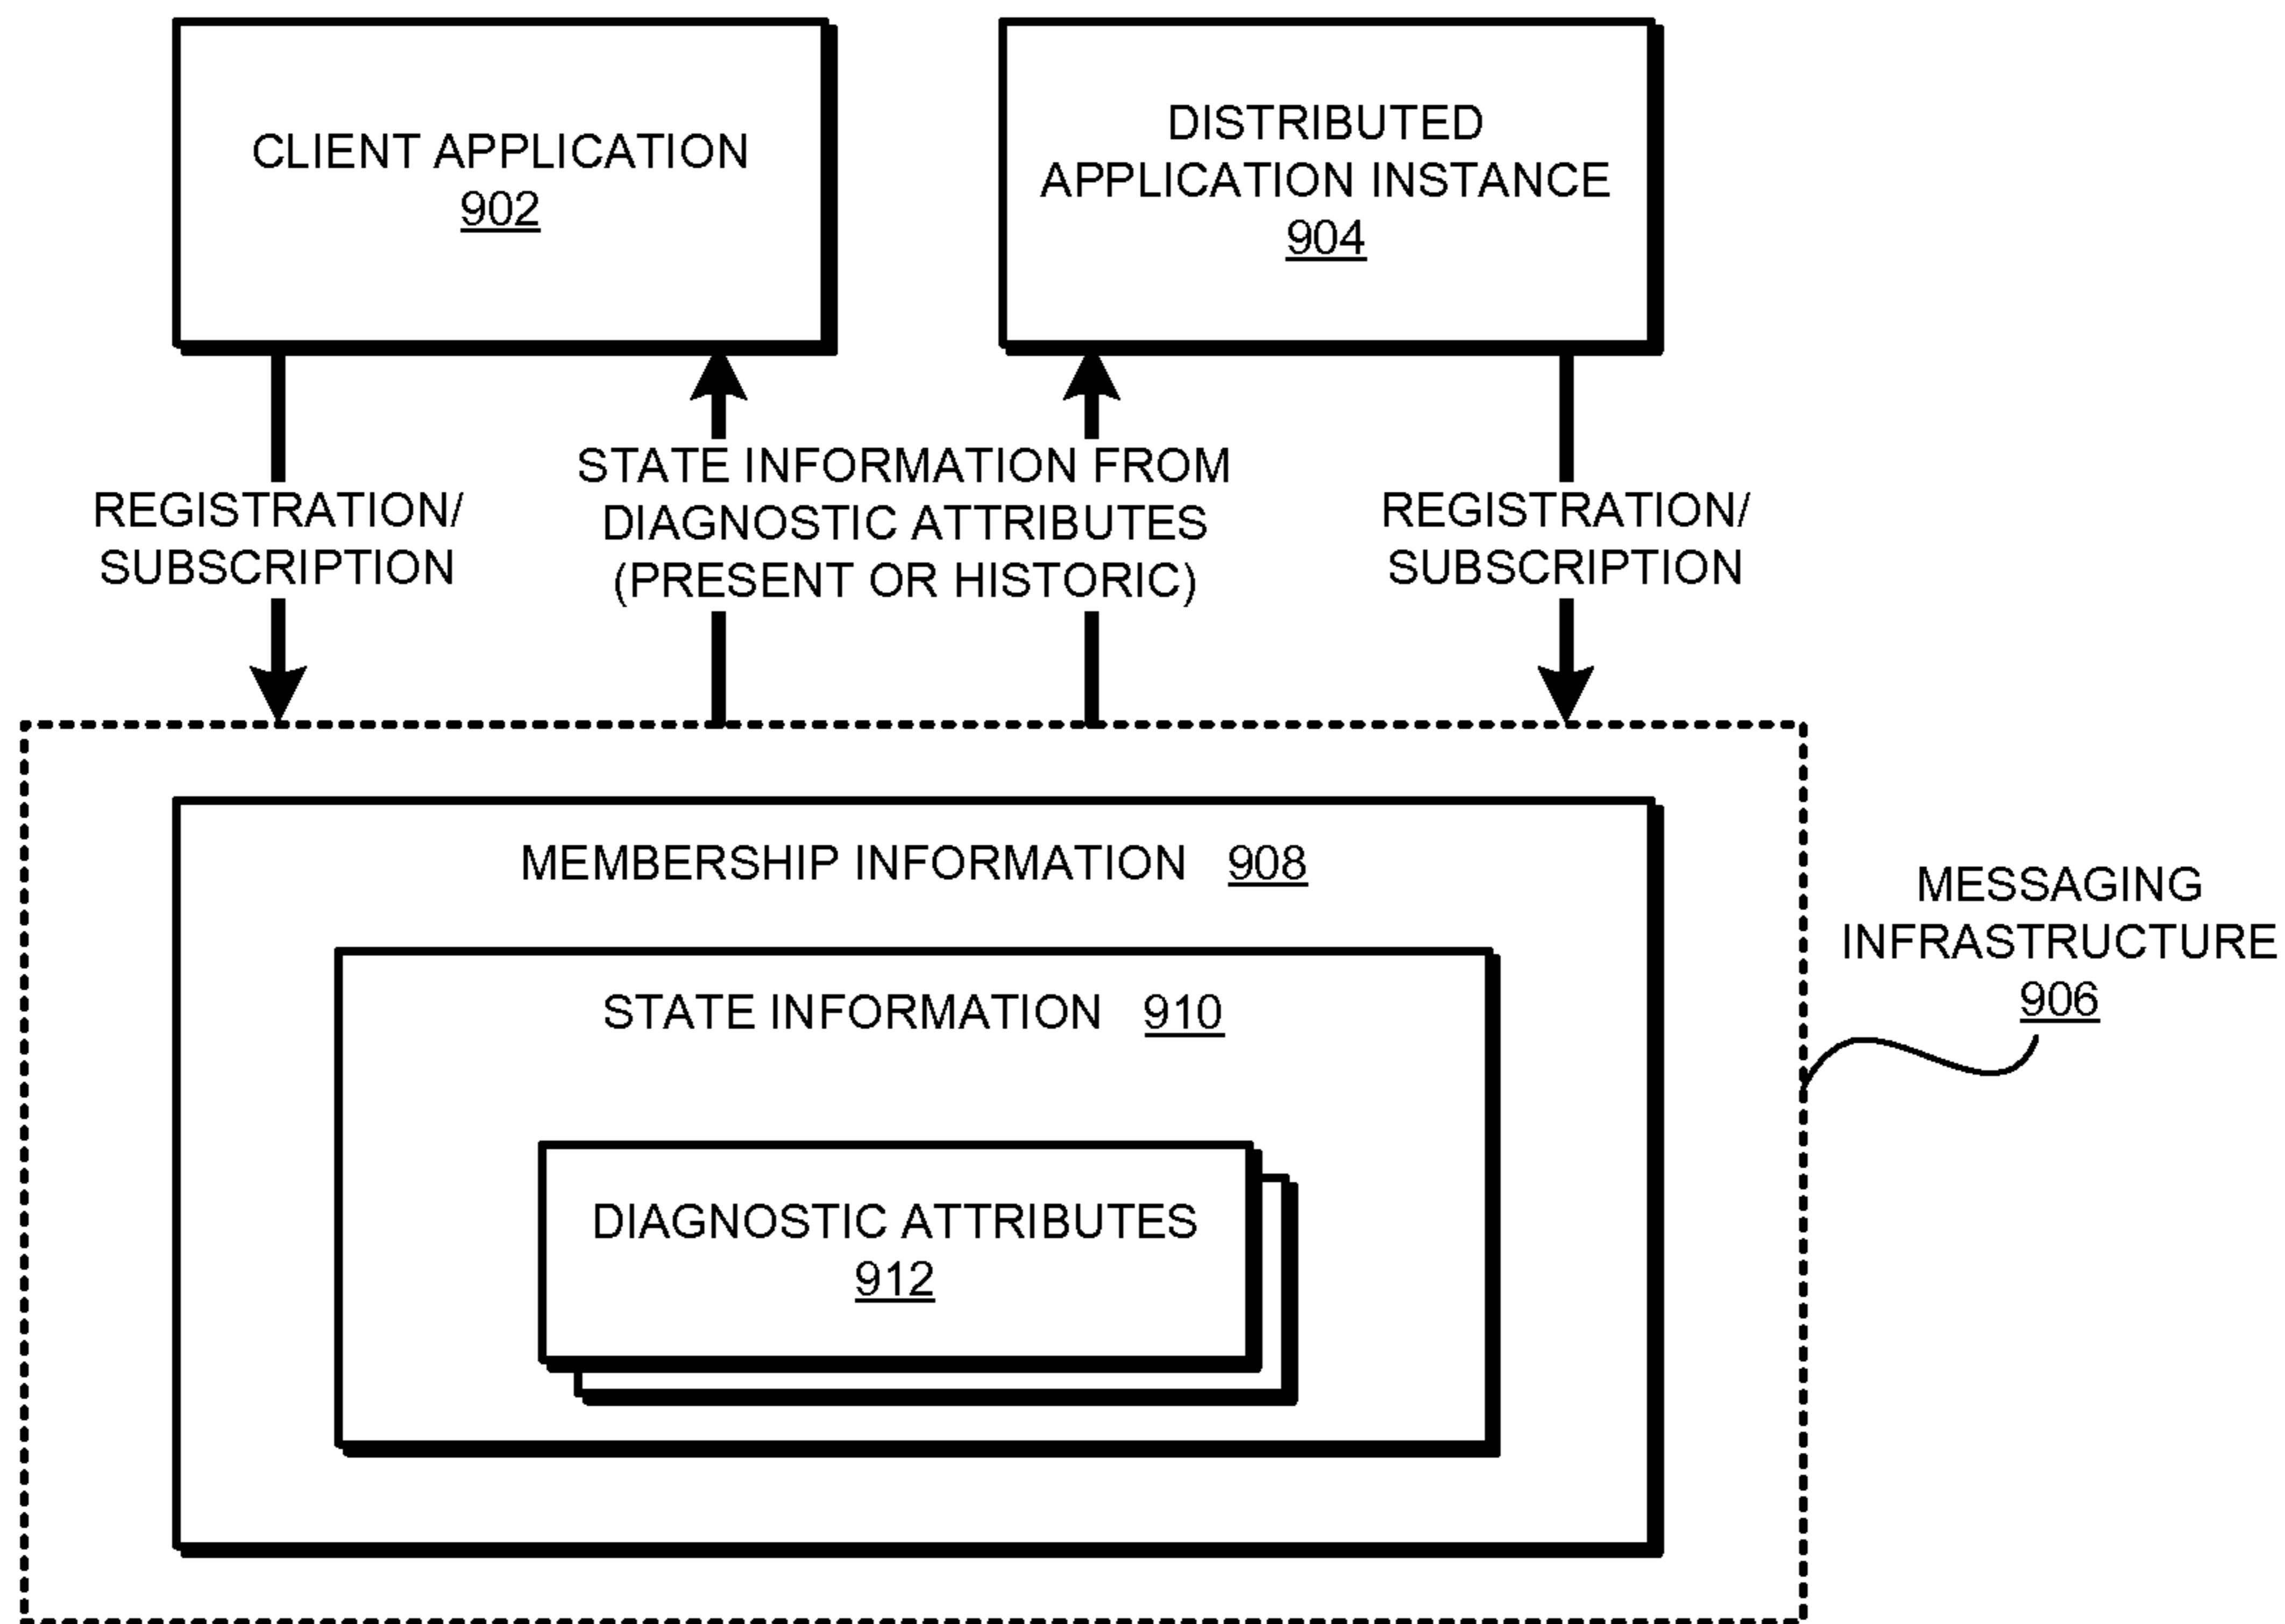 CLIENT APPLICATION
902
DISTRIBUTED
APPLICATION INSTANCE
904
REGISTRATION/
SUBSCRIPTION
STATE INFORMATION FROM
DIAGNOSTIC ATTRIBUTES
(PRESENT OR HISTORIC)
REGISTRATION/
SUBSCRIPTION
MEMBERSHIP INFORMATION 908
STATE INFORMATION 910
DIAGNOSTIC ATTRIBUTES
912
MESSAGING
INFRASTRUCTURE
906